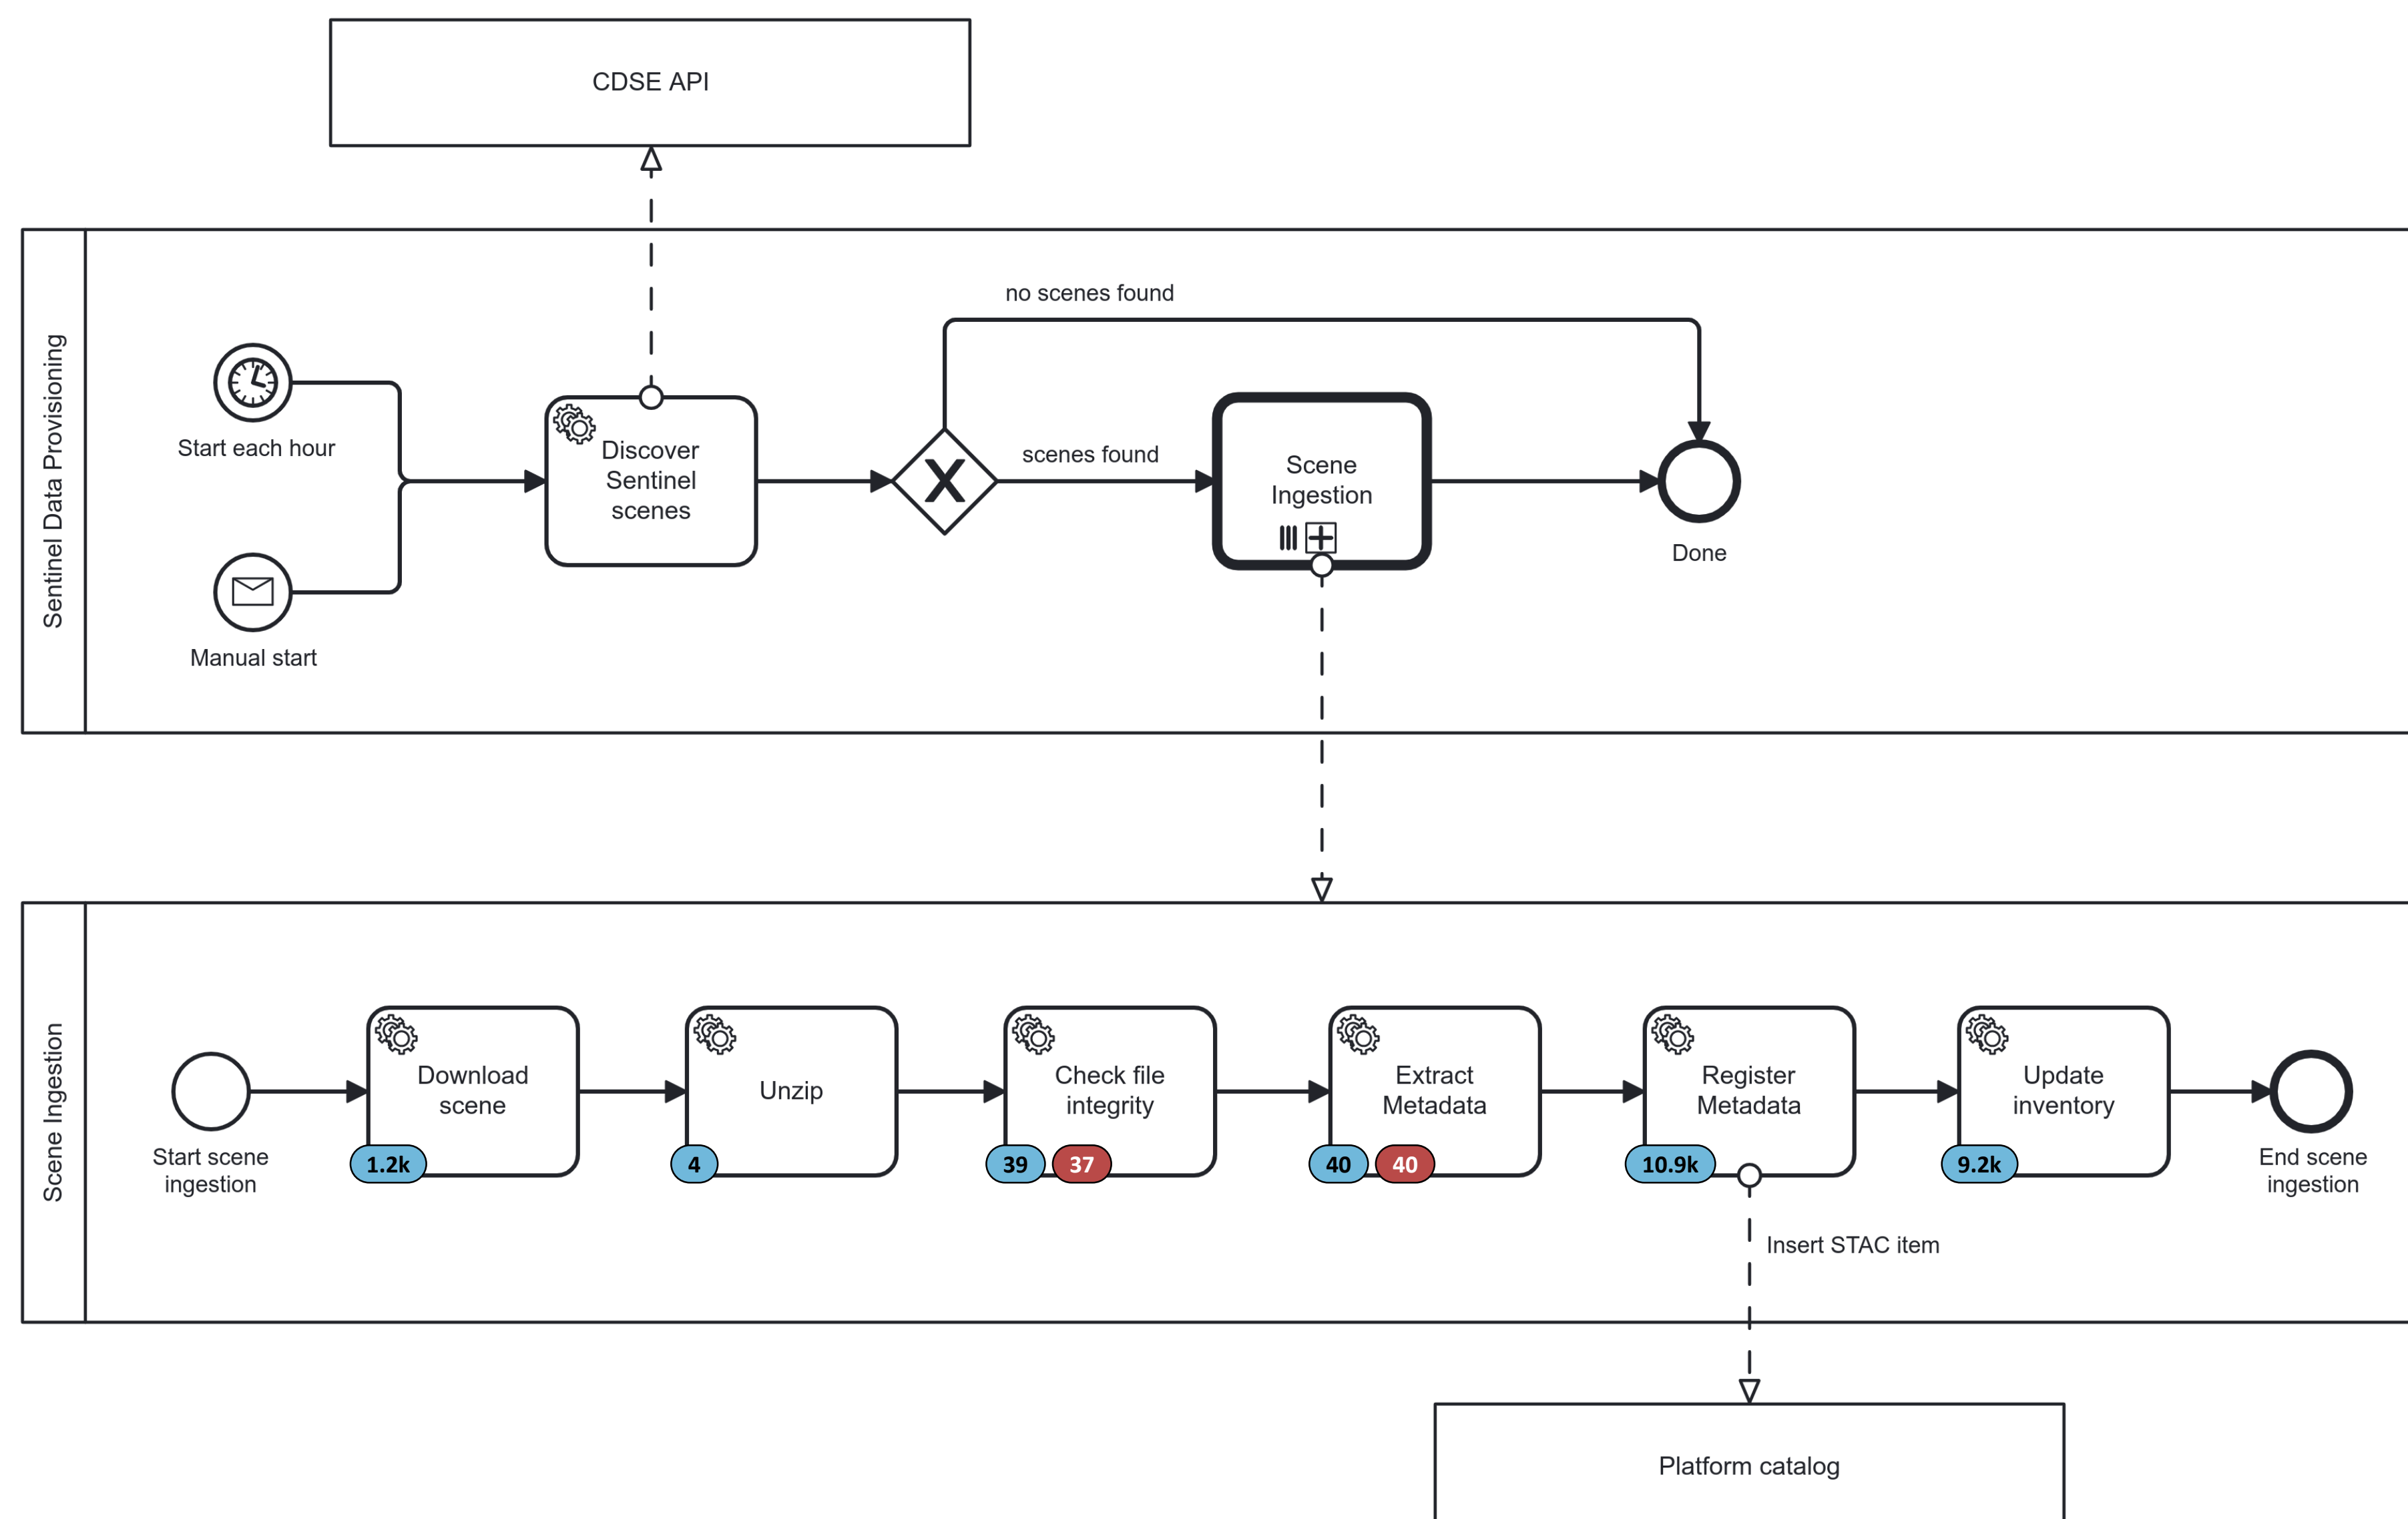 CDSE API
Sentinel Data Provisioning
no scenes found
Start each hour
Discover
Sentinel
scenes
scenes found
Scene
Ingestion
Done
Manual start
Scene Ingestion
Start scene
ingestion
Download
scene
1.2k
Unzip
4
Check file
integrity
39
37
Extract
Metadata
40
40
Register
Metadata
10.9k
Update
inventory
9.2k
End scene
ingestion
Insert STAC item
Platform catalog